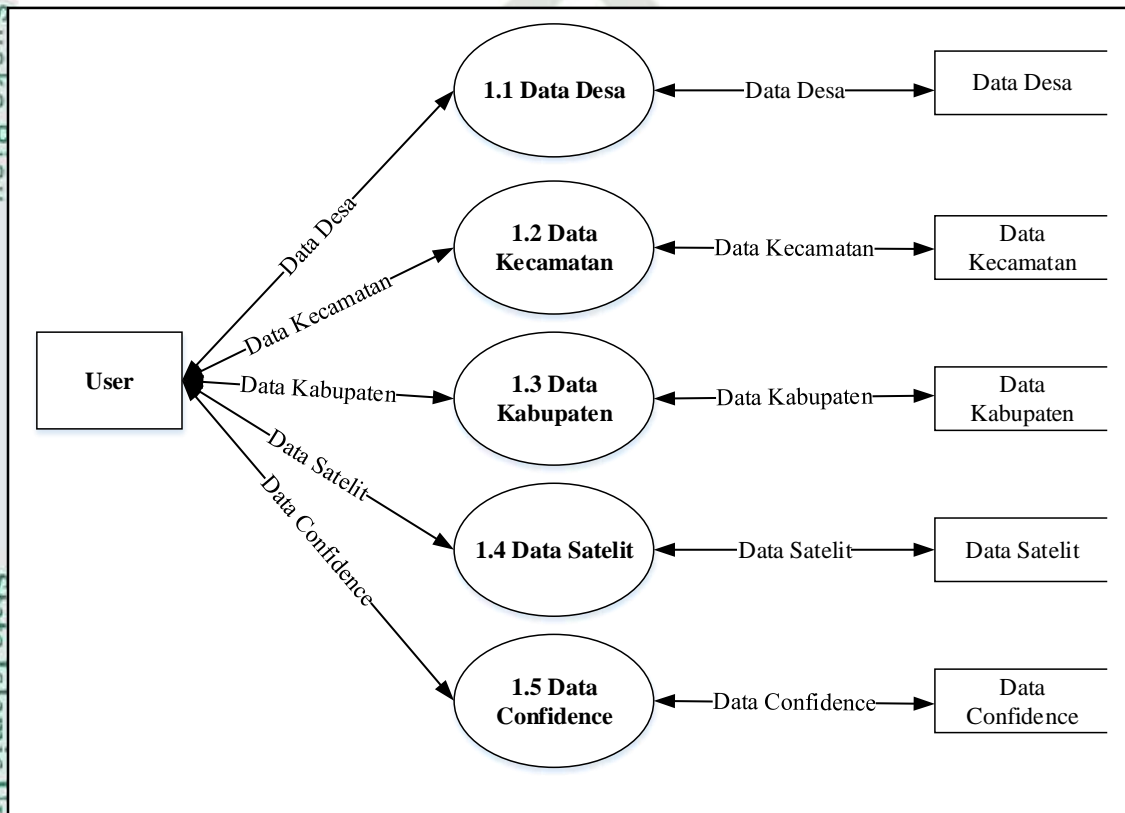 1.1 Data Desa
Data Desa
Data Desa
Data Desa
1.2 Data
Kecamatan
Data Kecamatan
Data
Kecamatan
Data Kecamatan
User
Data Kabupaten
1.3 Data
Kabupaten
Data Kabupaten
Data
Kabupaten
Data Satelit
1.4 Data Satelit
Data Satelit
Data Satelit
Data Confidence
1.5 Data
Confidence
Data Confidence
Data
Confidence